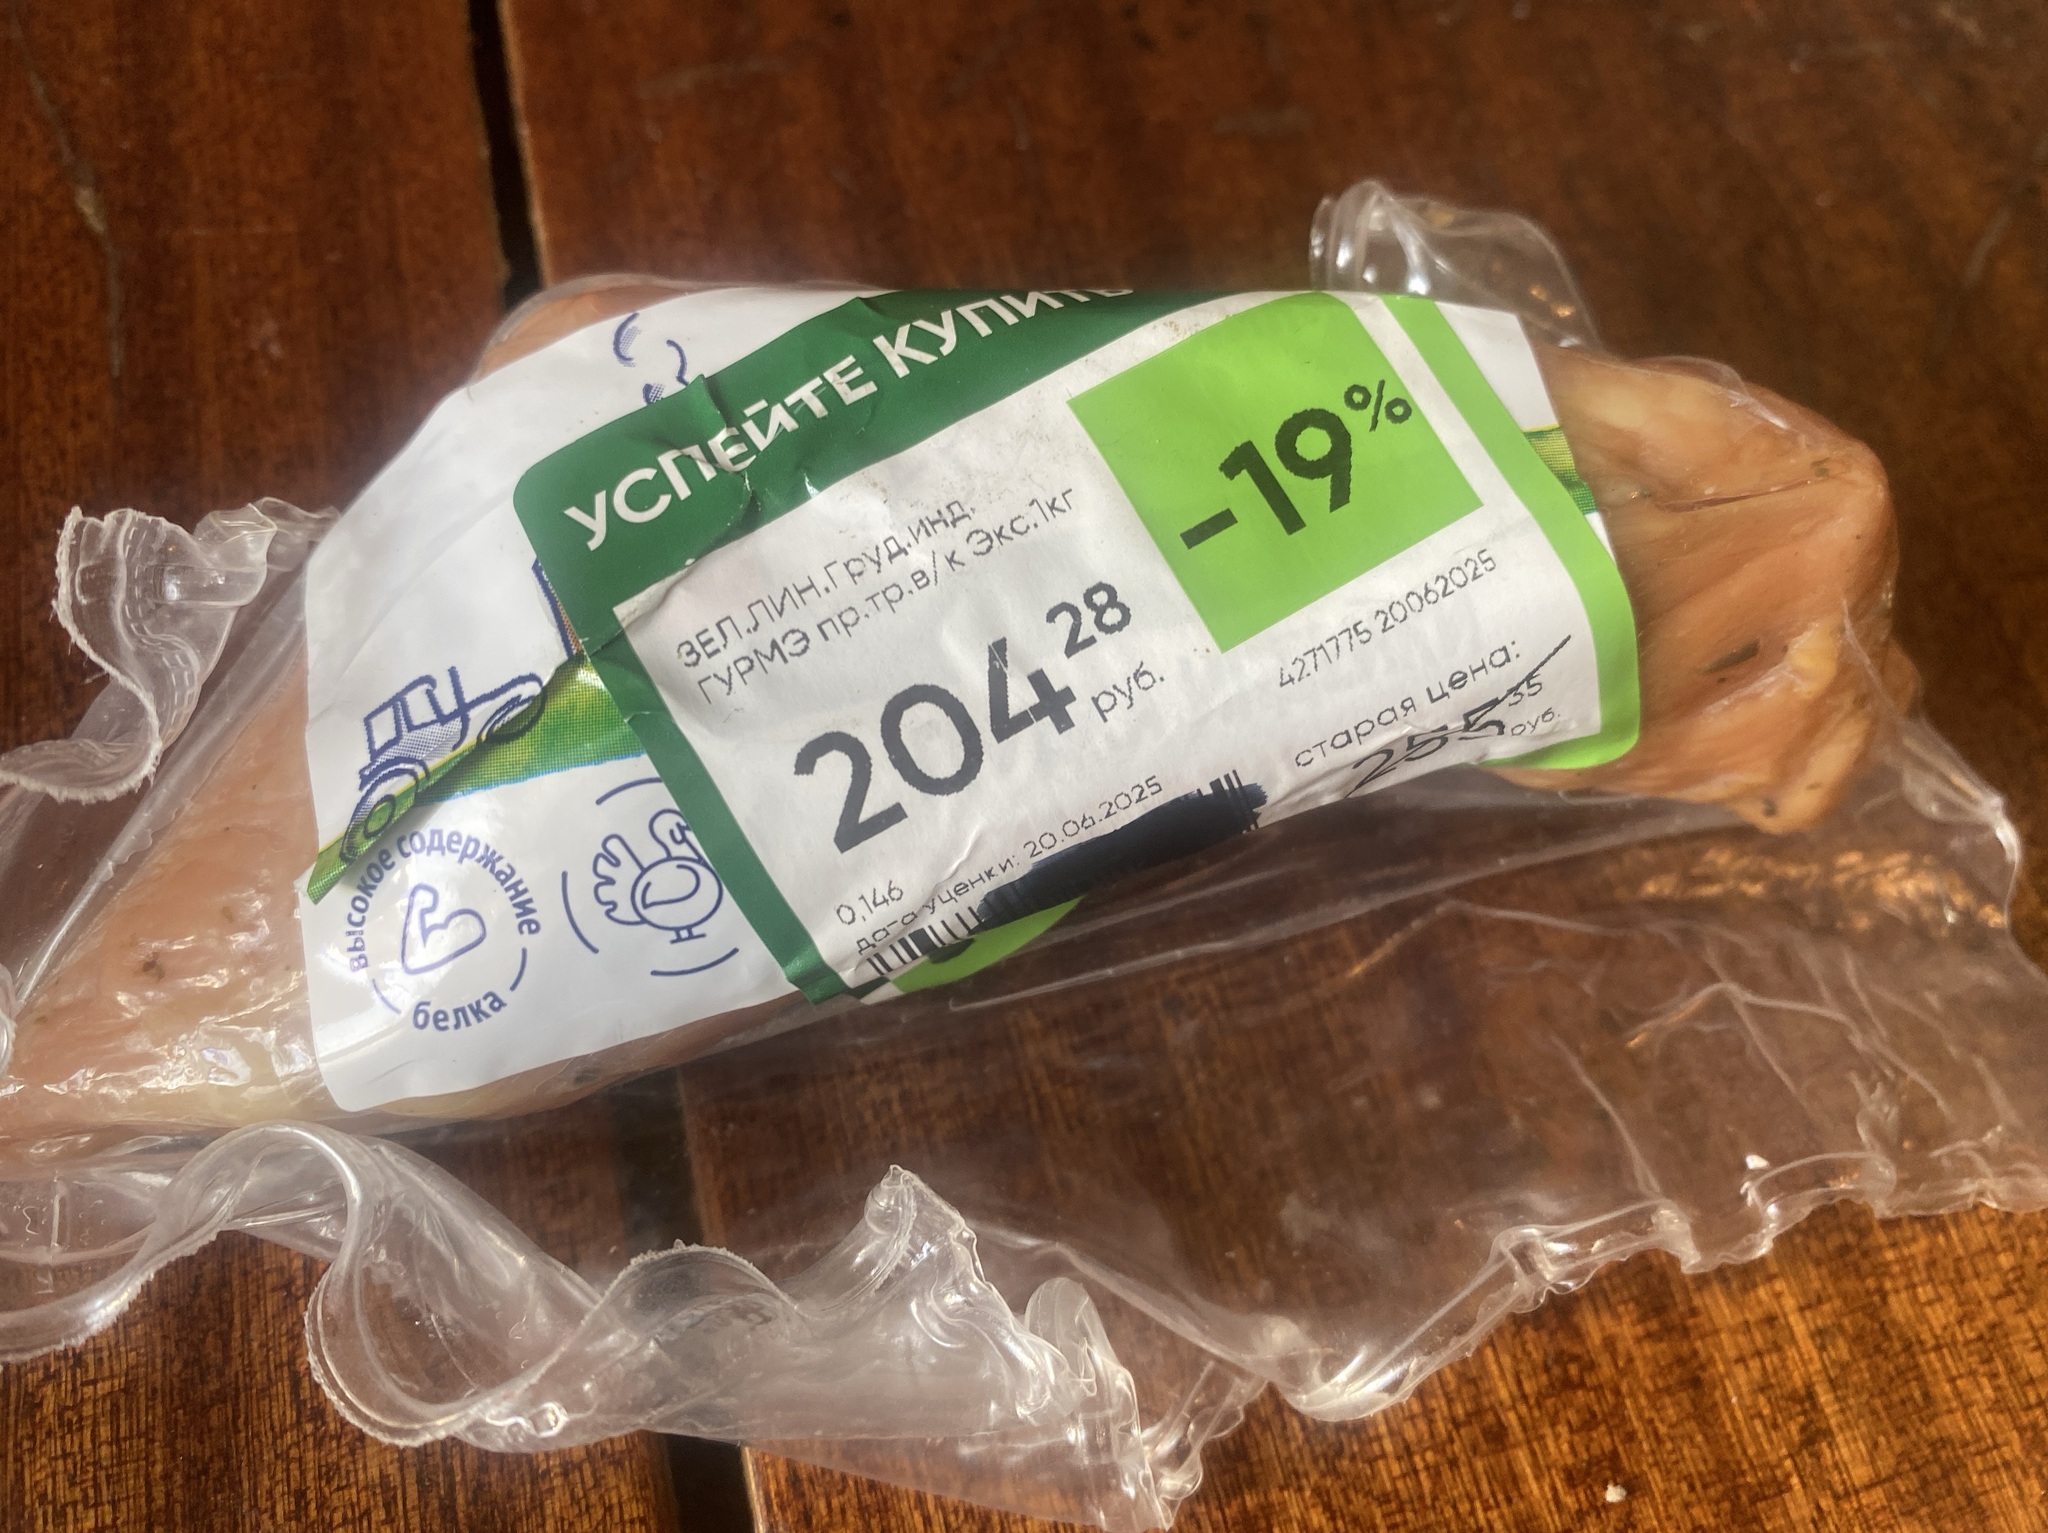 УСПЕЙТЕ КУПИТЬ
-19%
ЗЕЛ.ЛИН.Груд.инд.
ГУРМЭ пр.тр.в/к Экс.1кг
204 28
руб.
4271775 20062025
старая цена:
255 35
руб.
0,146
дата уценки: 20.06.2025
высокое содержание
белка